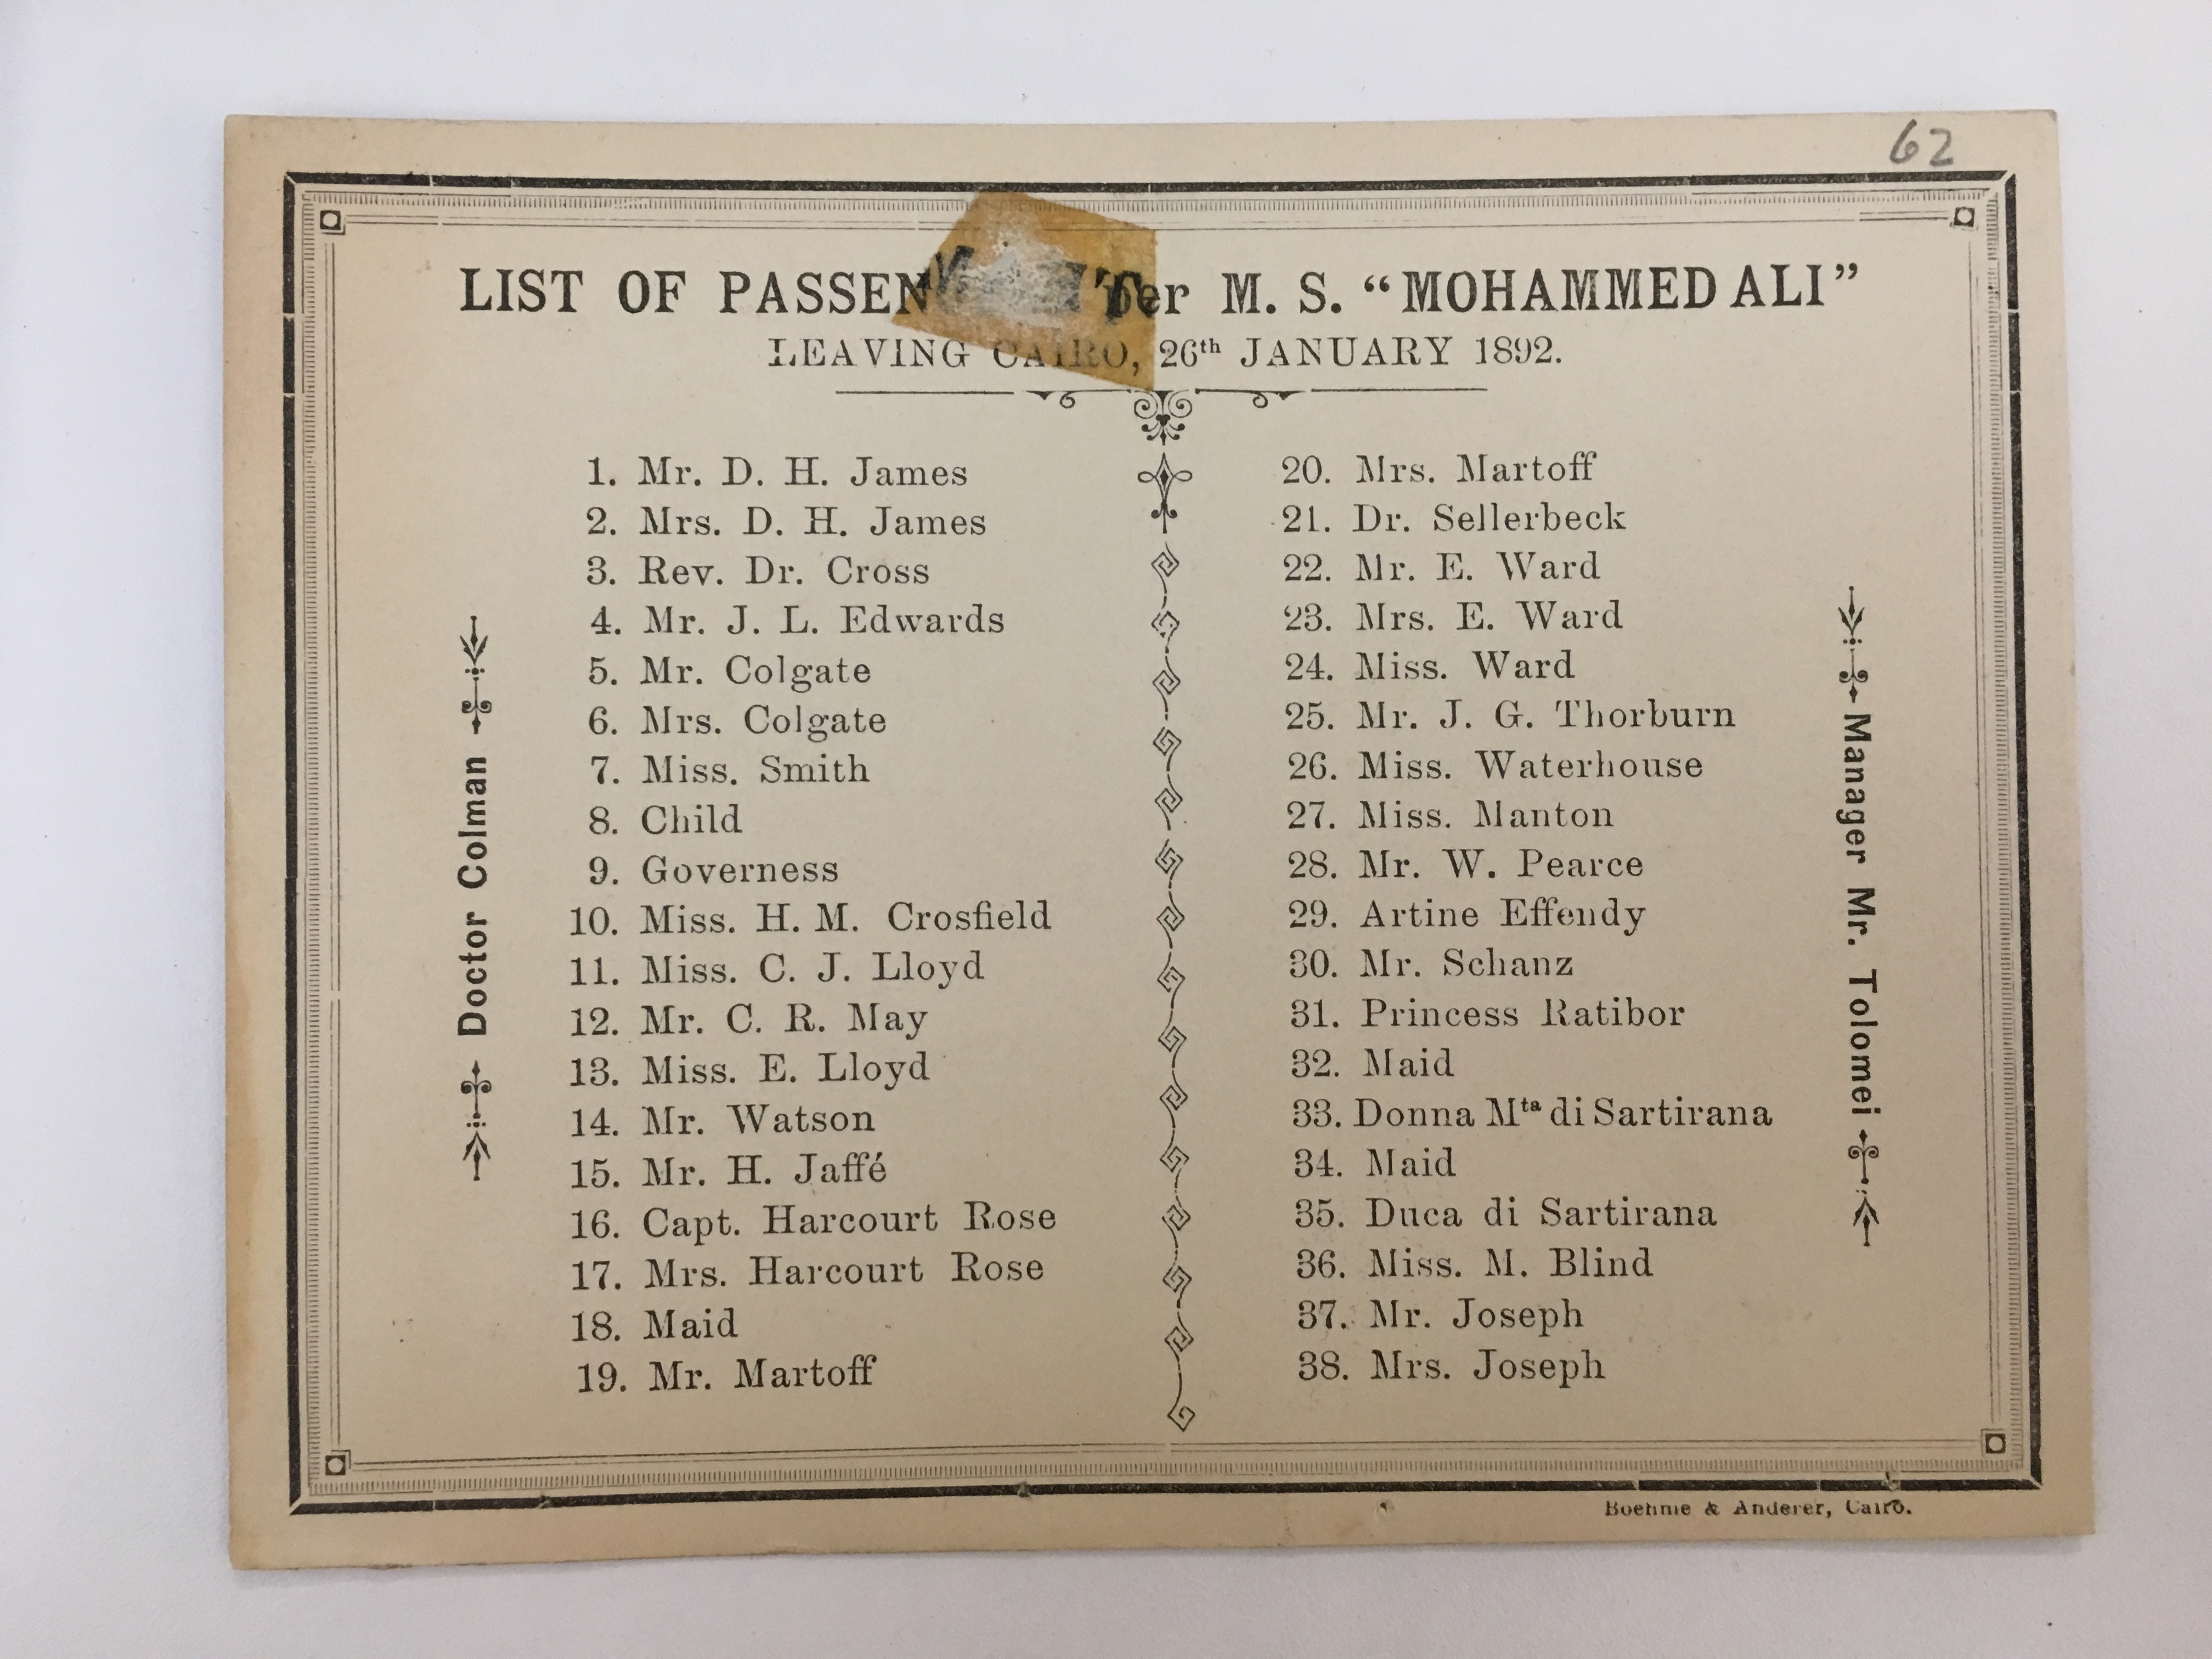 62
LIST OF PASSEN per M. S. “MOHAMMED ALI”
LEAVING CAIRO, 26th JANUARY 1892.
Doctor Colman
1. Mr. D. H. James
2. Mrs. D. H. James
3. Rev. Dr. Cross
4. Mr. J. L. Edwards
5. Mr. Colgate
6. Mrs. Colgate
7. Miss. Smith
8. Child
9. Governess
10. Miss. H. M. Crosfield
11. Miss. C. J. Lloyd
12. Mr. C. R. May
13. Miss. E. Lloyd
14. Mr. Watson
15. Mr. H. Jaffé
16. Capt. Harcourt Rose
17. Mrs. Harcourt Rose
18. Maid
19. Mr. Martoff
20. Mrs. Martoff
21. Dr. Sellerbeck
22. Mr. E. Ward
23. Mrs. E. Ward
24. Miss. Ward
25. Mr. J. G. Thorburn
26. Miss. Waterhouse
27. Miss. Manton
28. Mr. W. Pearce
29. Artine Effendy
30. Mr. Schanz
31. Princess Ratibor
32. Maid
33. Donna Mta di Sartirana
34. Maid
35. Duca di Sartirana
36. Miss. M. Blind
37. Mr. Joseph
38. Mrs. Joseph
Manager Mr. Tolomei
Boehme & Anderer, Cairo.